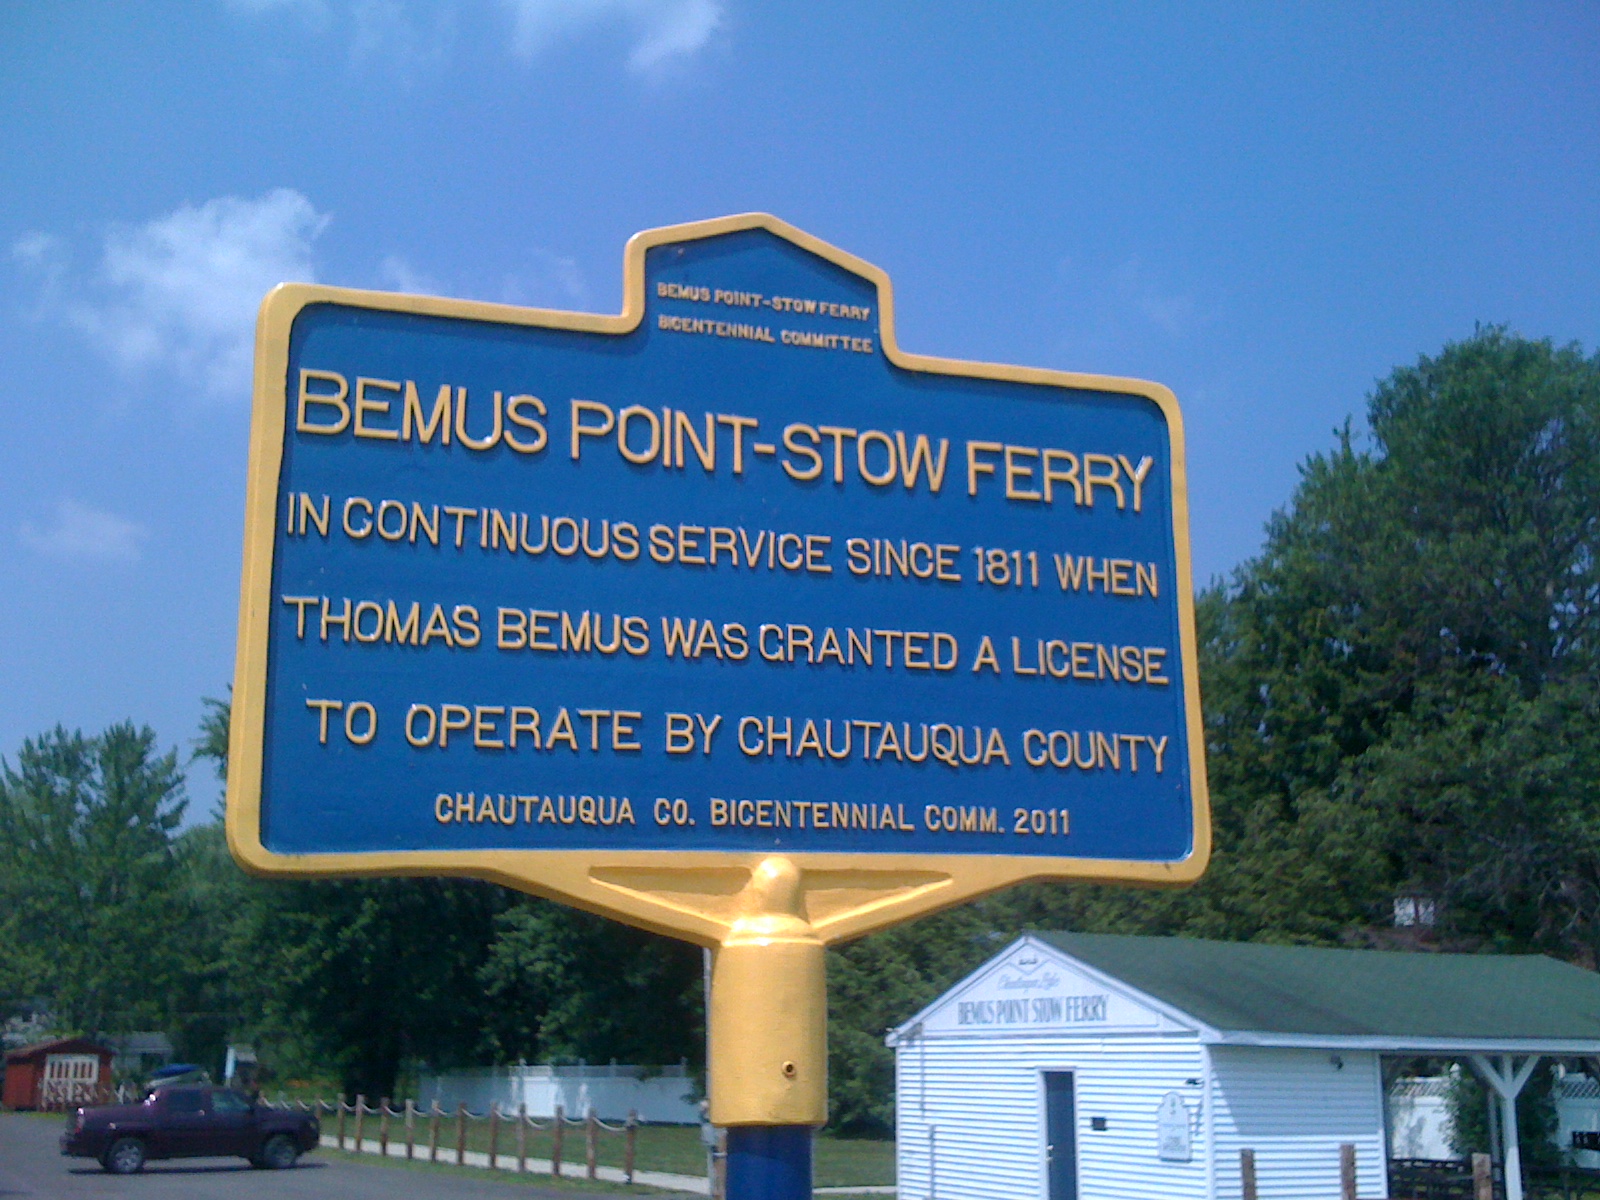 BEMUS POINT-STOW FERRY
BICENTENNIAL COMMITTEE
BEMUS POINT-STOW FERRY
IN CONTINUOUS SERVICE SINCE 1811 WHEN
THOMAS BEMUS WAS GRANTED A LICENSE
TO OPERATE BY CHAUTAUQUA COUNTY
CHAUTAUQUA CO. BICENTENNIAL COMM. 2011
BEMUS POINT STOW FERRY